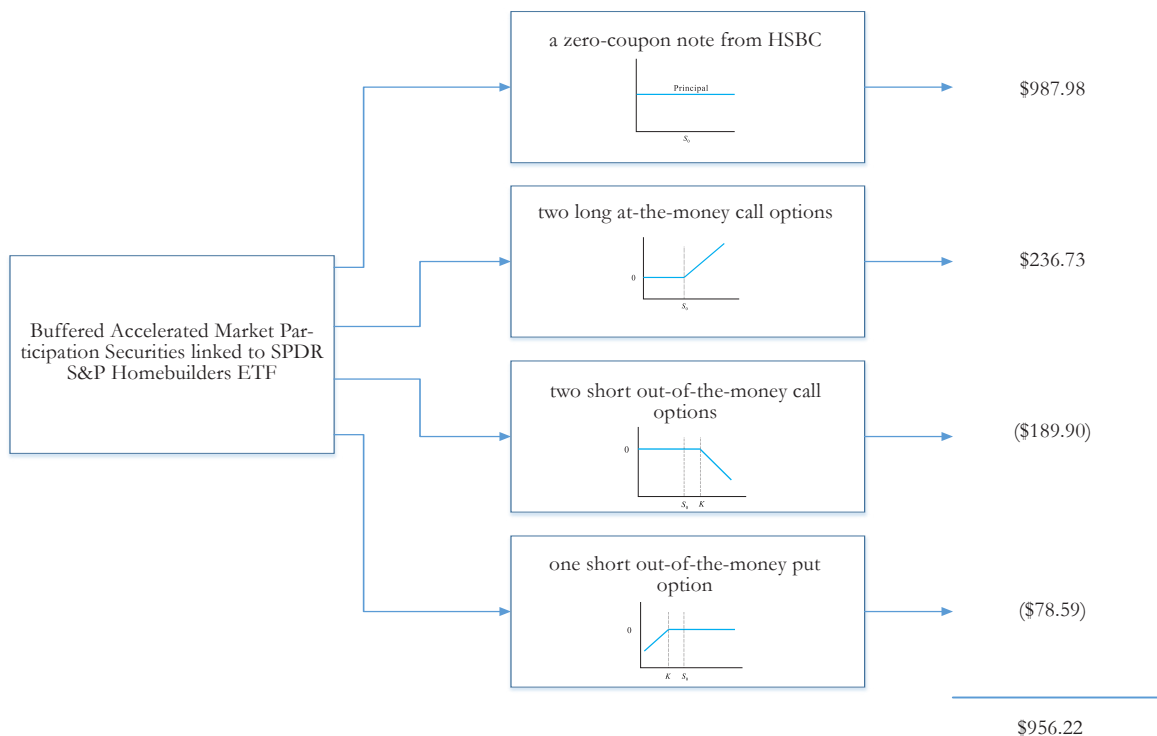 a zero-coupon note from HSBC
Principal
S0
$987.98
two long at-the-money call options
0
S0
$236.73
Buffered Accelerated Market Par-
ticipation Securities linked to SPDR
S&P Homebuilders ETF
two short out-of-the-money call
options
0
S0 K
($189.90)
one short out-of-the-money put
option
0
K S0
($78.59)
$956.22